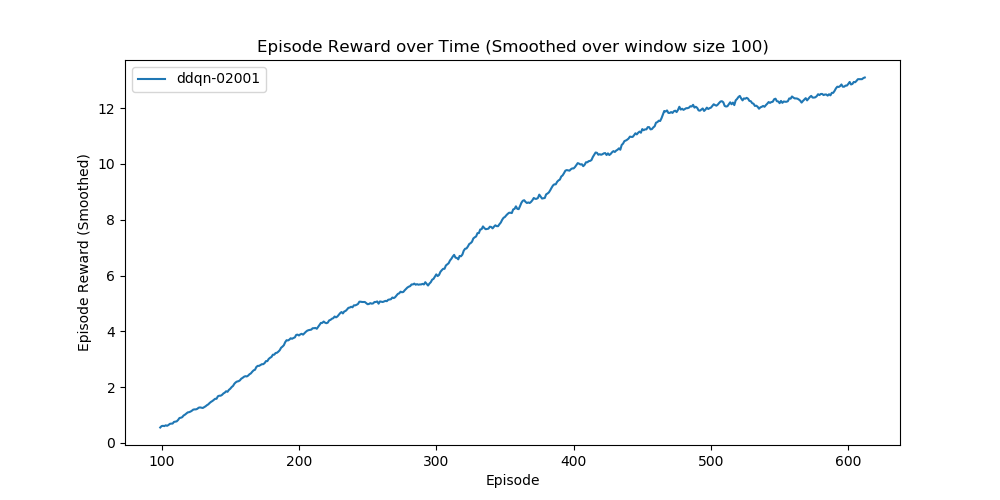 Episode Reward over Time (Smoothed over window size 100)
ddqn-02001
Episode Reward (Smoothed)
12
10
8
6
4
2
0
100 200 300 400 500 600
Episode